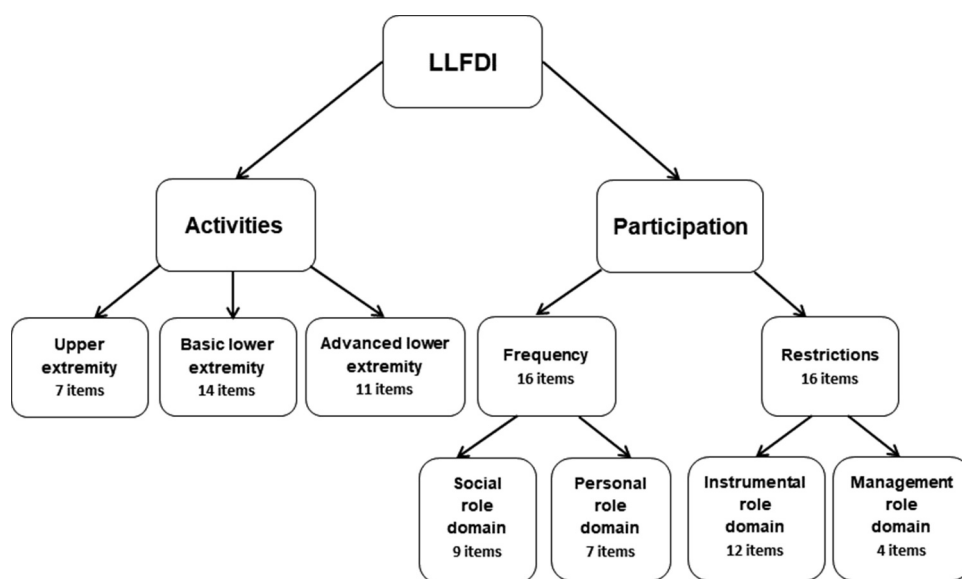 LLFDI
Activities
Participation
Upper
extremity
7 items
Basic lower
extremity
14 items
Advanced lower
extremity
11 items
Frequency
16 items
Restrictions
16 items
Social
role
domain
9 items
Personal
role
domain
7 items
Instrumental
role
domain
12 items
Management
role
domain
4 items